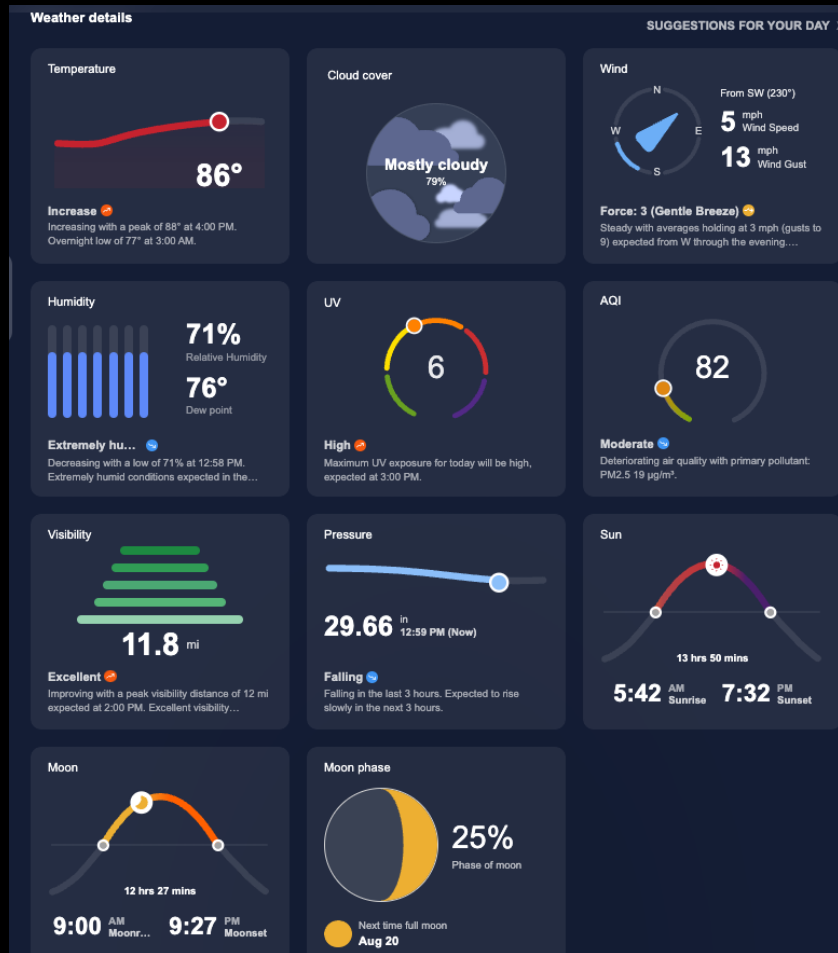 Weather details
SUGGESTIONS FOR YOUR DAY
Temperature
86°
Increase
Increasing with a peak of 88° at 4:00 PM.
Overnight low of 77° at 3:00 AM.
Cloud cover
Mostly cloudy
79%
Wind
N
W
E
S
From SW (230°)
5 mph
Wind Speed
13 mph
Wind Gust
Force: 3 (Gentle Breeze)
Steady with averages holding at 3 mph (gusts to
9) expected from W through the evening....
Humidity
71%
Relative Humidity
76°
Dew point
Extremely hu...
Decreasing with a low of 71% at 12:58 PM.
Extremely humid conditions expected in the...
UV
6
High
Maximum UV exposure for today will be high,
expected at 3:00 PM.
AQI
82
Moderate
Deteriorating air quality with primary pollutant:
PM2.5 19 μg/m³.
Visibility
11.8 mi
Excellent
Improving with a peak visibility distance of 12 mi
expected at 2:00 PM. Excellent visibility...
Pressure
29.66 in
12:59 PM (Now)
Falling
Falling in the last 3 hours. Expected to rise
slowly in the next 3 hours.
Sun
13 hrs 50 mins
5:42 AM
Sunrise
7:32 PM
Sunset
Moon
12 hrs 27 mins
9:00 AM
Moonr...
9:27 PM
Moonset
Moon phase
25%
Phase of moon
Next time full moon
Aug 20